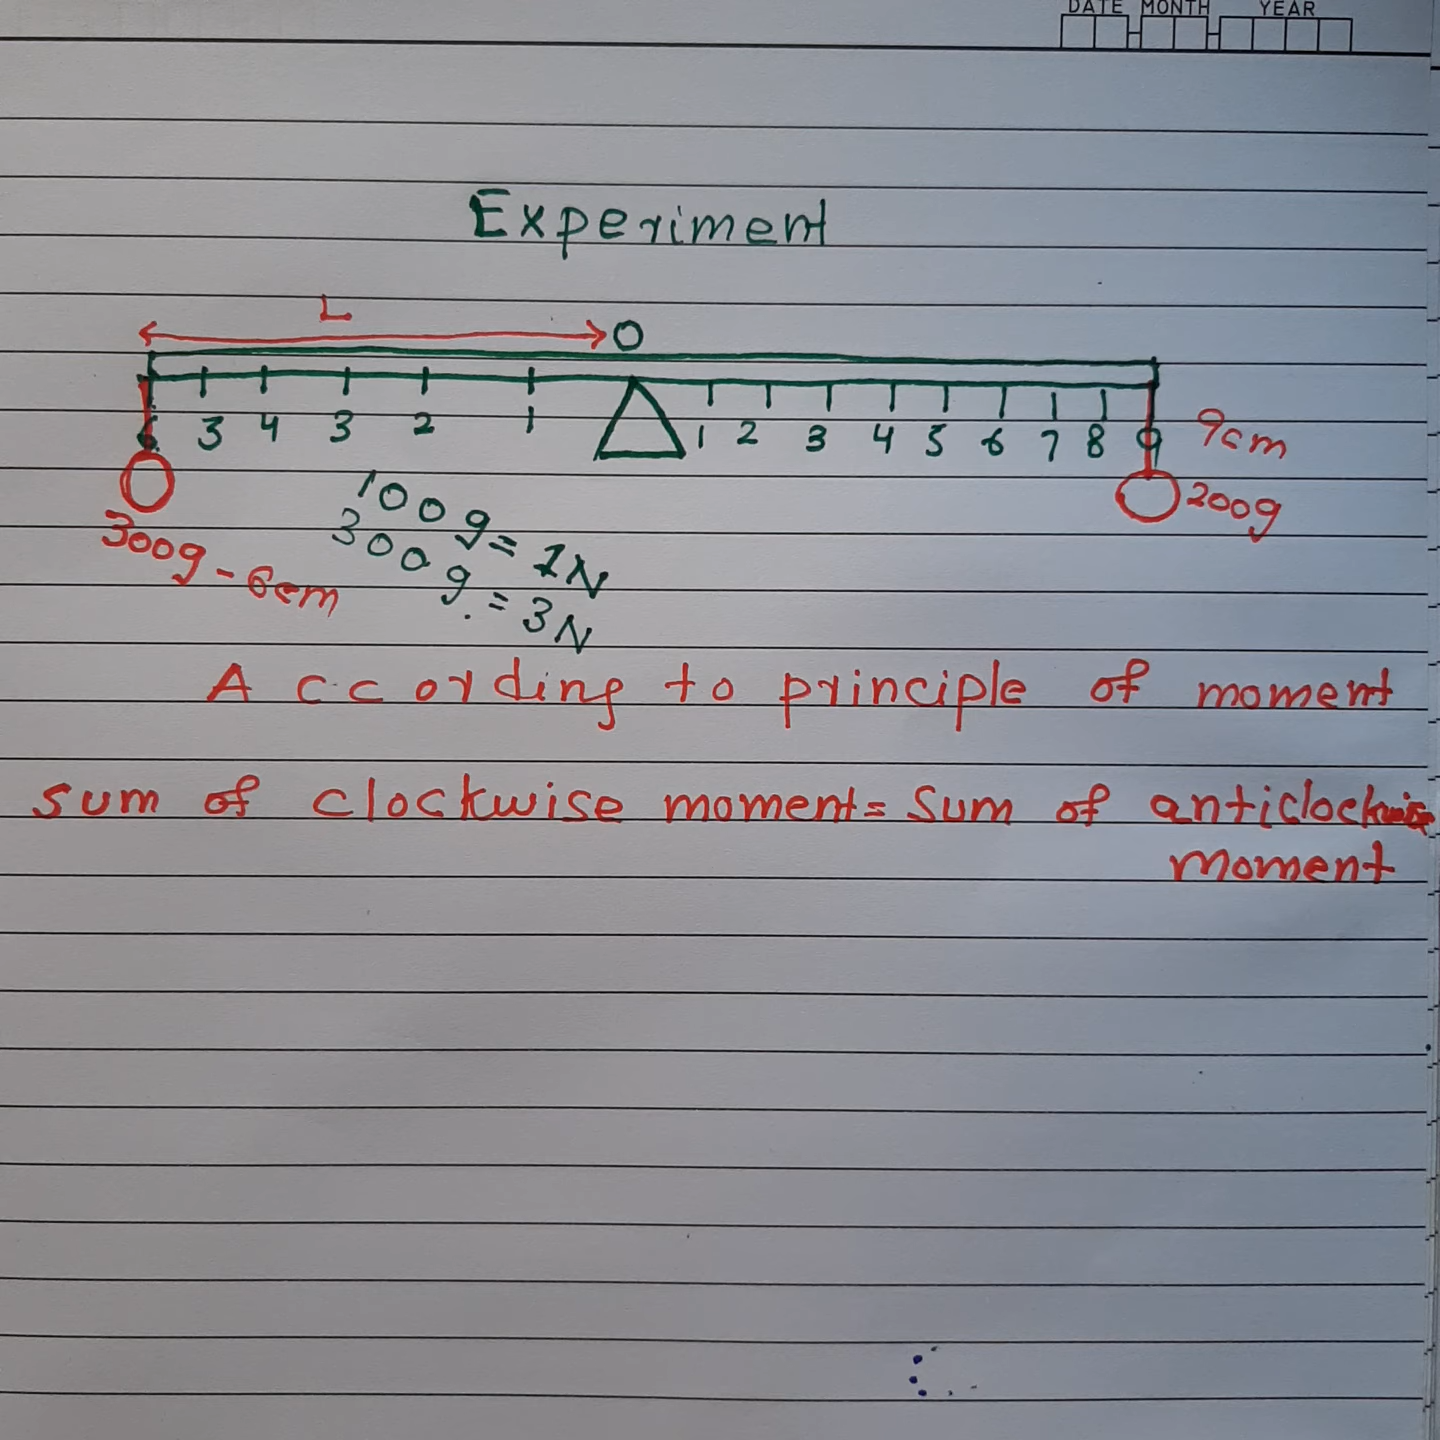 DATE MONTH YEAR
Experiment
L
O
3 4 3 2 1 1 2 3 4 5 6 7 8 9 9cm
200g
300g - 6cm
100g = 1N
300g. = 3N
According to principle of moment
sum of clockwise moment = Sum of anticlockwise
moment